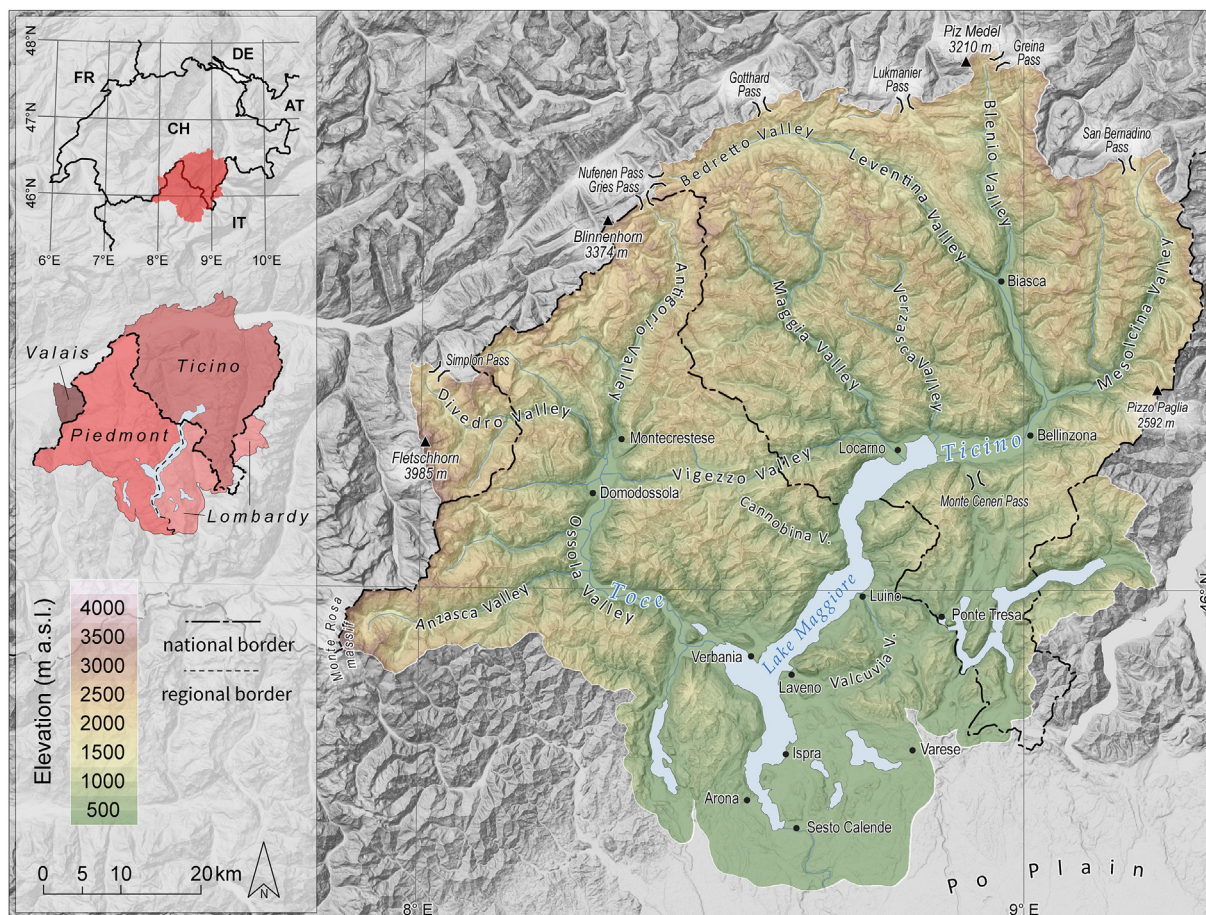 48°N
47°N
46°N
DE
FR
AT
CH
IT
6°E
7°E
8°E
9°E
10°E
Valais
Ticino
Piedmont
Lombardy
Elevation (m a.s.l.)
4000
3500
3000
2500
2000
1500
1000
500
national border
regional border
0
5
10
20 km
N
Piz Medel
3210 m
Greina
Pass
Gotthard
Pass
Lukmanier
Pass
San Bernadino
Pass
Nufenen Pass
Gries Pass
Bedretto Valley
Leventina Valley
Blenio Valley
Blinnenhorn
3374 m
Antigorio Valley
Maggia Valley
Verzasca Valley
Biasca
Mesolcina Valley
Simplon Pass
Divedro Valley
Fletschhorn
3985 m
Montecrestese
Pizzo Paglia
2592 m
Locarno
Ticino
Bellinzona
Vigezzo Valley
Monte Ceneri Pass
Domodossola
Cannobina V.
Ossola Valley
Toce
Anzasca Valley
Monte Rosa
massif
Lake Maggiore
Luino
Ponte Tresa
46°N
Verbania
Laveno
Valcuvia V.
Ispra
Varese
Arona
Sesto Calende
Po Plain
8° E
9° E